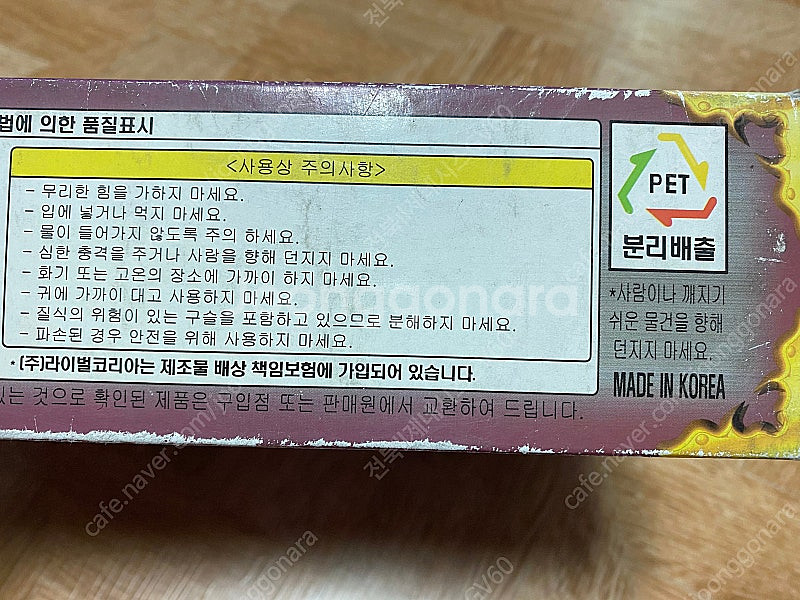 법에 의한 품질표시
<사용상 주의사항>
- 무리한 힘을 가하지 마세요.
- 입에 넣거나 먹지 마세요.
- 물이 들어가지 않도록 주의 하세요.
- 심한 충격을 주거나 사람을 향해 던지지 마세요.
- 화기 또는 고온의 장소에 가까이 하지 마세요.
- 귀에 가까이 대고 사용하지 마세요.
- 질식의 위험이 있는 구슬을 포함하고 있으므로 분해하지 마세요.
- 파손된 경우 안전을 위해 사용하지 마세요.
* (주)라이벌코리아는 제조물 배상 책임보험에 가입되어 있습니다.
있는 것으로 확인된 제품은 구입점 또는 판매원에서 교환하여 드립니다.
PET
분리배출
*사람이나 깨지기
쉬운 물건을 향해
던지지 마세요.
MADE IN KOREA
joonggonara
cafe.naver.com/
cafe.naver.com